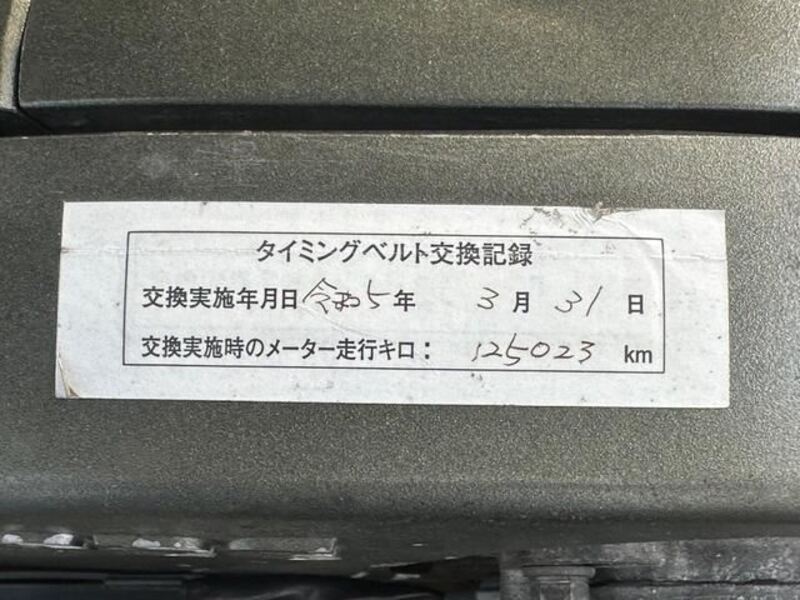 タイミングベルト交換記録
交換実施年月日 令和5年 3月 31日
交換実施時のメーター走行キロ： 125023 km